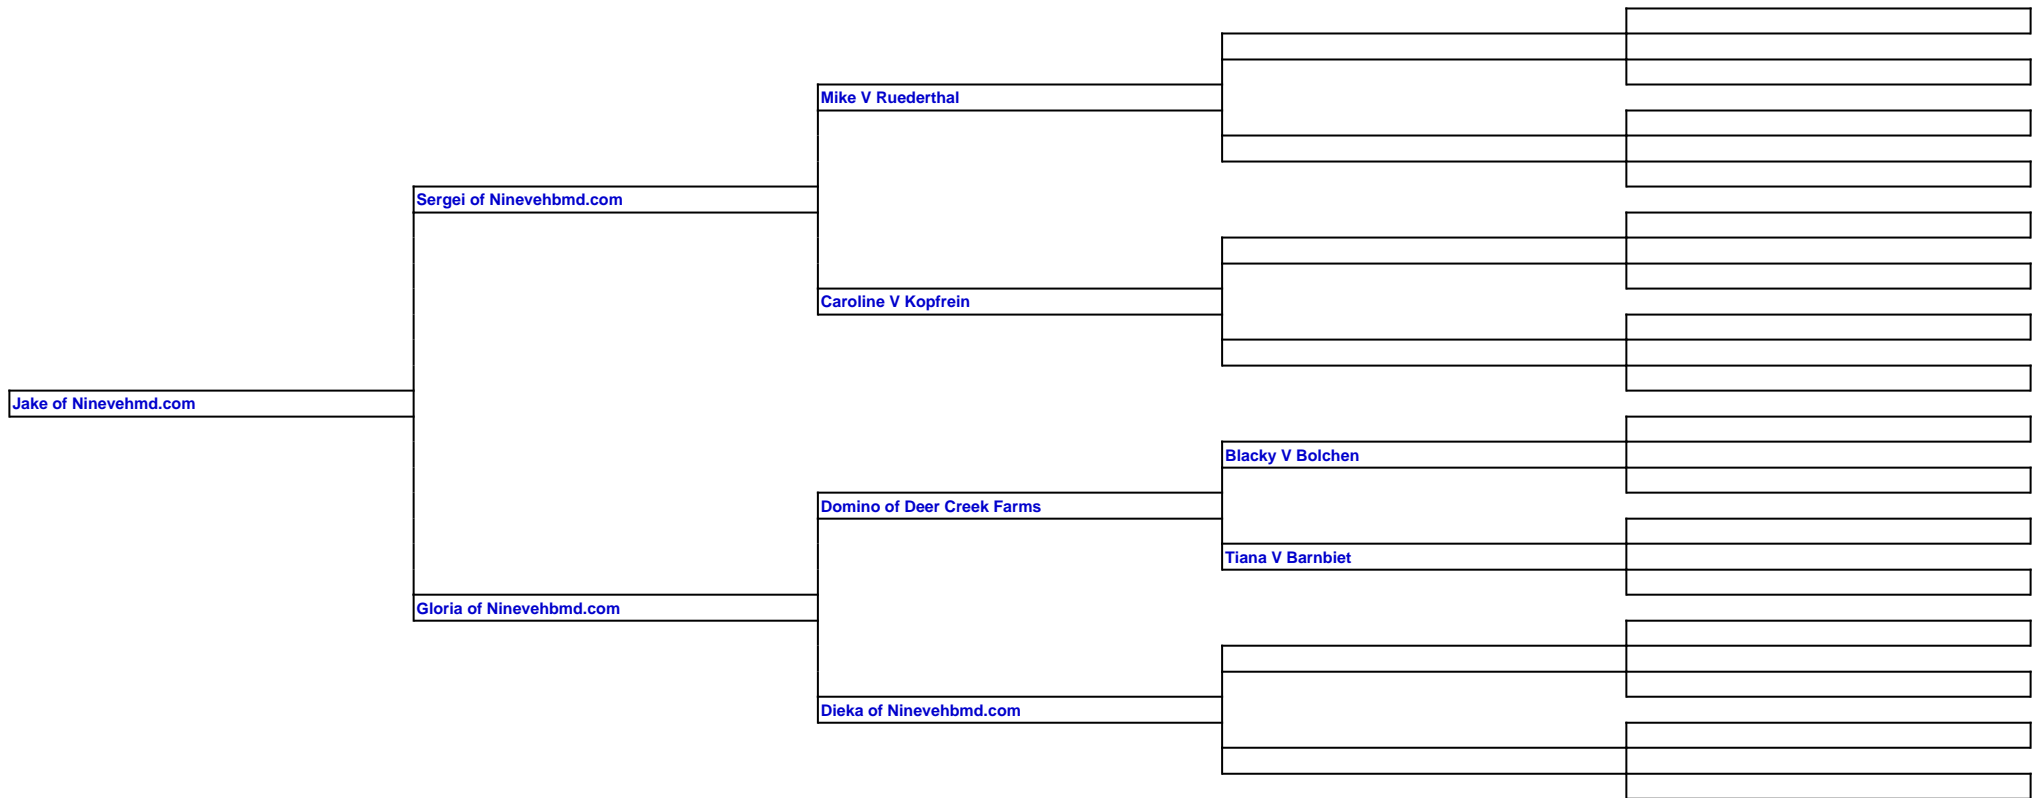 Mike V Ruederthal
Sergei of Ninevehbmd.com
Caroline V Kopfrein
Jake of Ninevehmd.com
Blacky V Bolchen
Domino of Deer Creek Farms
Tiana V Barnbiet
Gloria of Ninevehbmd.com
Dieka of Ninevehbmd.com